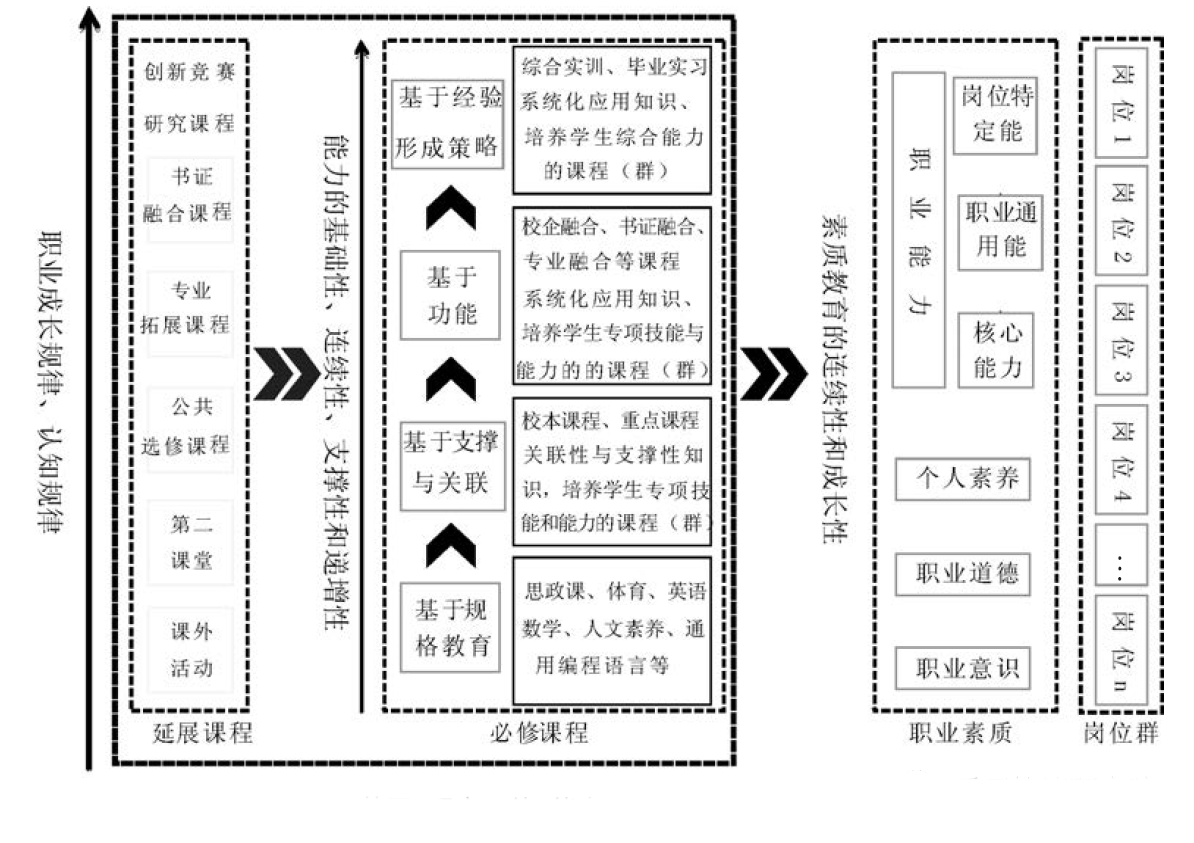 职业成长规律、认知规律
创新竞赛
研究课程
书证
融合课程
专业
拓展课程
公共
选修课程
第二
课堂
课外
活动
延展课程
能力的基础性、连续性、支撑性和递增性
基于经验
形成策略
基于
功能
基于支撑
与关联
基于规
格教育
综合实训、毕业实习
系统化应用知识、
培养学生综合能力
的课程（群）
校企融合、书证融合、
专业融合等课程
系统化应用知识、
培养学生专项技能与
能力的的课程（群）
校本课程、重点课程
关联性与支撑性知
识，培养学生专项技
能和能力的课程（群）
思政课、体育、英语
数学、人文素养、通
用编程语言等
必修课程
素质教育的连续性和成长性
职业能力
岗位特
定能
职业通
用能
核心
能力
个人素养
职业道德
职业意识
职业素质
岗位1
岗位2
岗位3
岗位4
...
岗位n
岗位群